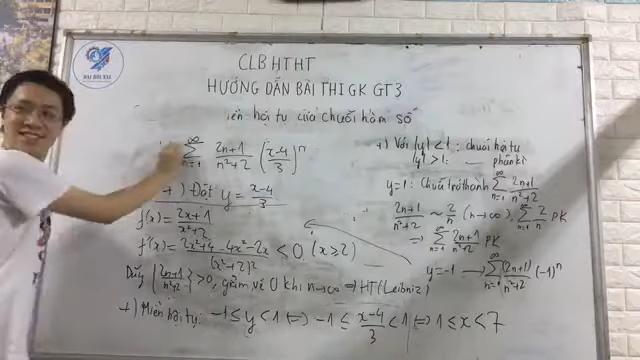 CLB HTHT
HƯỚNG DẪN BÀI THI GK GT3
hội tụ của chuỗi hàm số
∑_{n=1}^{∞} (2n+1)/(n²+2) ((x-4)/3)^n
+) Đặt y = (x-4)/3
f(x) = (2x+1)/(x²+2)
f'(x) = (2x²+4-4x²-2x)/(x²+2)² < 0 (x≥2)
Dãy {(2n+1)/(n²+2)} > 0, giảm về 0 khi n→∞ ⇒ HT (Leibniz)
+) Miền hội tụ: -1 ≤ y < 1 (=) -1 ≤ (x-4)/3 < 1 (=) 1 ≤ x < 7
+) Với |y| < 1: chuỗi hội tụ
|y| > 1: — phân kì
y=1: Chuỗi trở thành ∑_{n=1}^{∞} (2n+1)/(n²+2)
(2n+1)/(n²+2) ~ 2/n (n→∞), ∑_{n=1}^{∞} 2/n PK
⇒ ∑_{n=1}^{∞} (2n+1)/(n²+2) PK
y=-1 → ∑_{n=1}^{∞} (2n+1)/(n²+2) (-1)^n